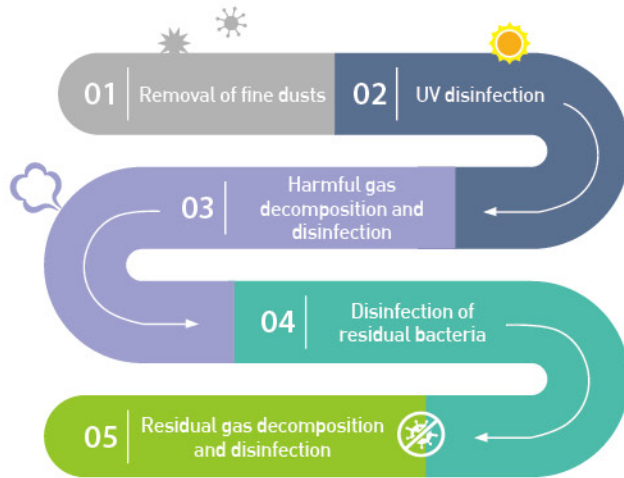 01 Removal of fine dusts
02 UV disinfection
03 Harmful gas
decomposition and
disinfection
04 Disinfection of
residual bacteria
05 Residual gas decomposition
and disinfection